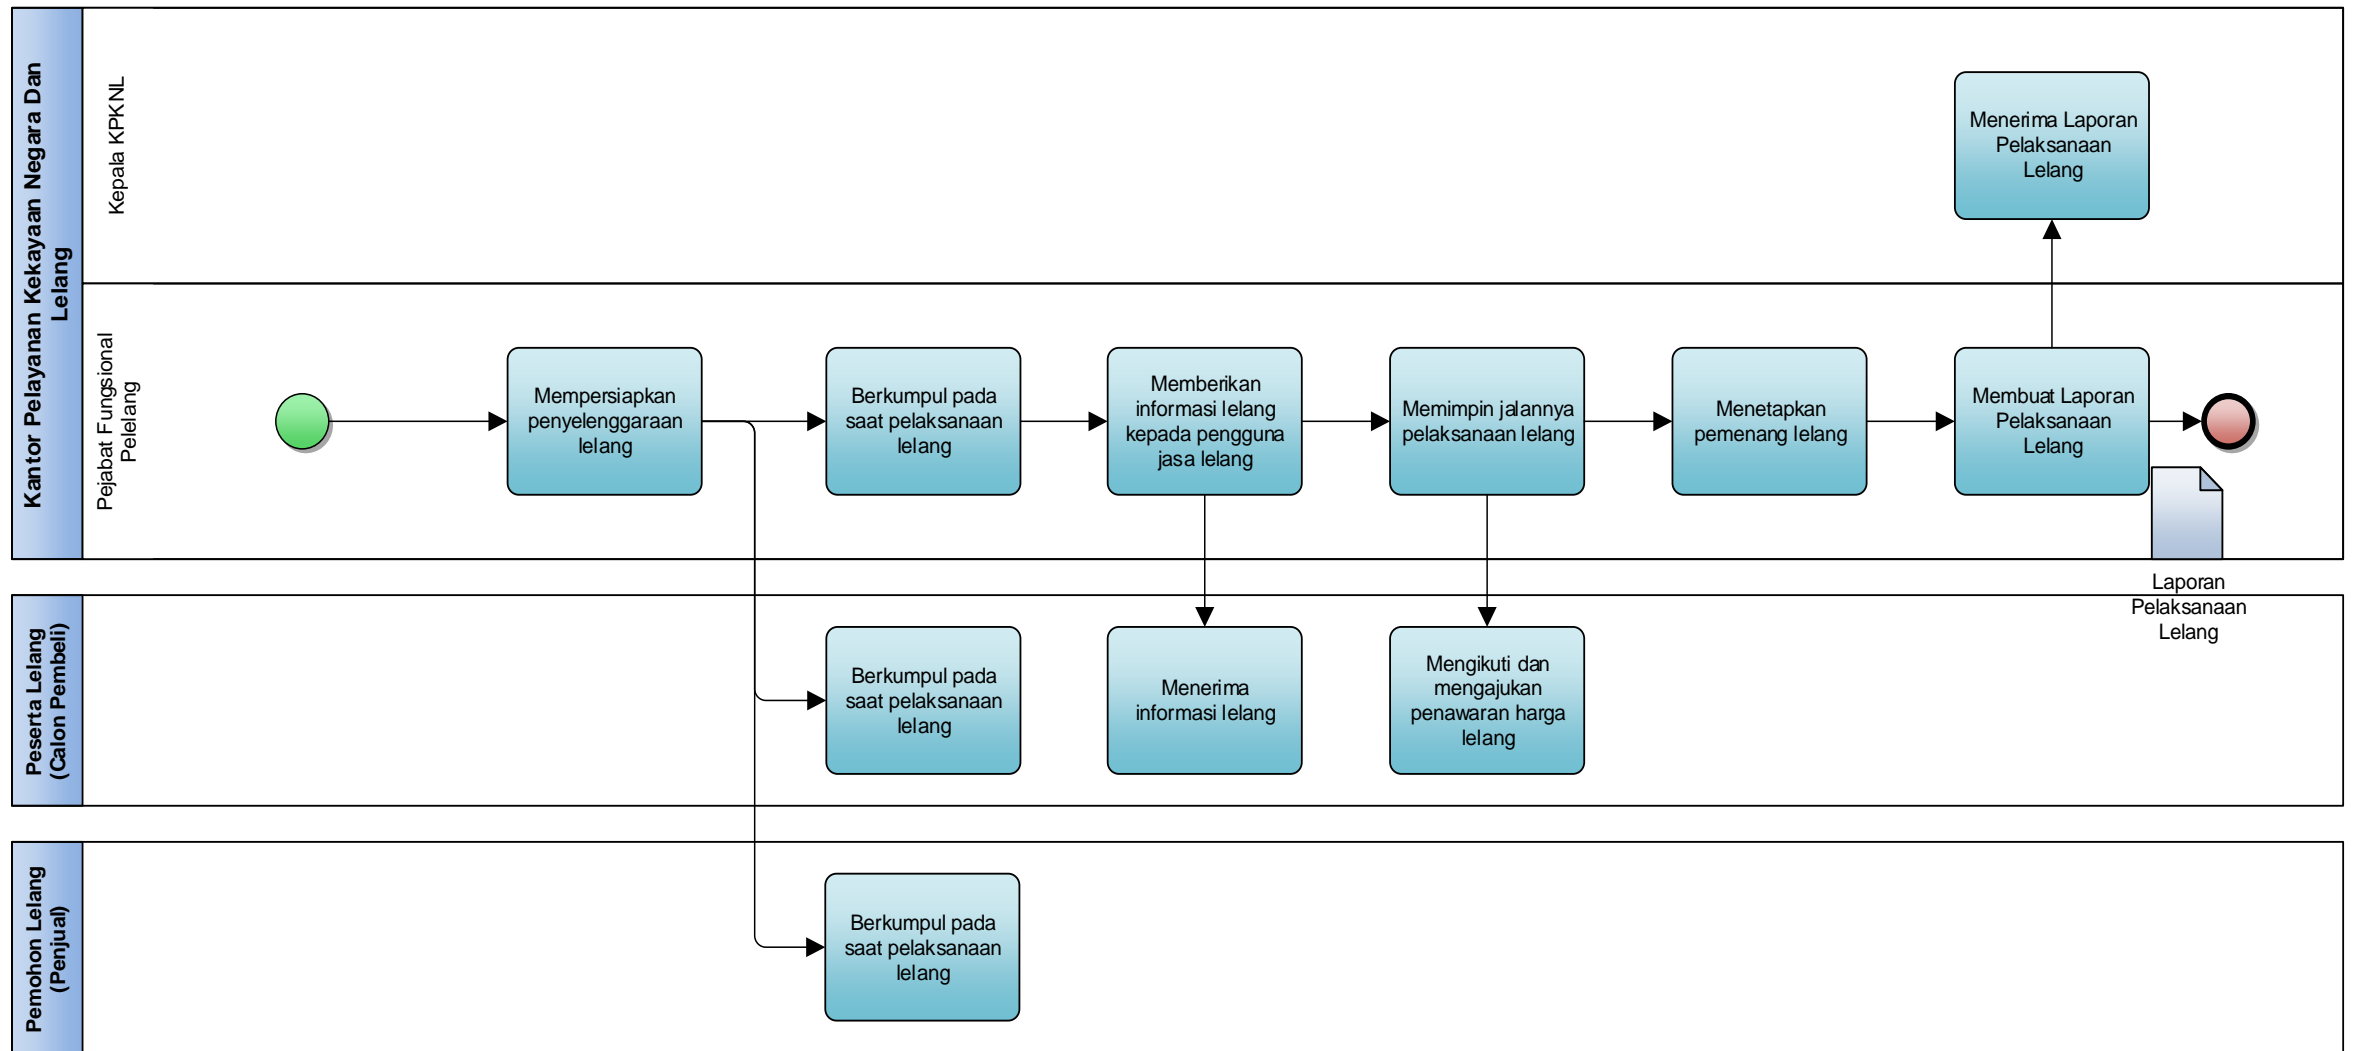 Kantor Pelayanan Kekayaan Negara Dan
Lelang
Kepala KPKNL
Menerima Laporan
Pelaksanaan
Lelang
Pejabat Fungsional
Pelelang
Mempersiapkan
penyelenggaraan
lelang
Berkumpul pada
saat pelaksanaan
lelang
Memberikan
informasi lelang
kepada pengguna
jasa lelang
Memimpin jalannya
pelaksanaan lelang
Menetapkan
pemenang lelang
Membuat Laporan
Pelaksanaan
Lelang
Laporan
Pelaksanaan
Lelang
Peserta Lelang
(Calon Pembeli)
Berkumpul pada
saat pelaksanaan
lelang
Menerima
informasi lelang
Mengikuti dan
mengajukan
penawaran harga
lelang
Pemohon Lelang
(Penjual)
Berkumpul pada
saat pelaksanaan
lelang